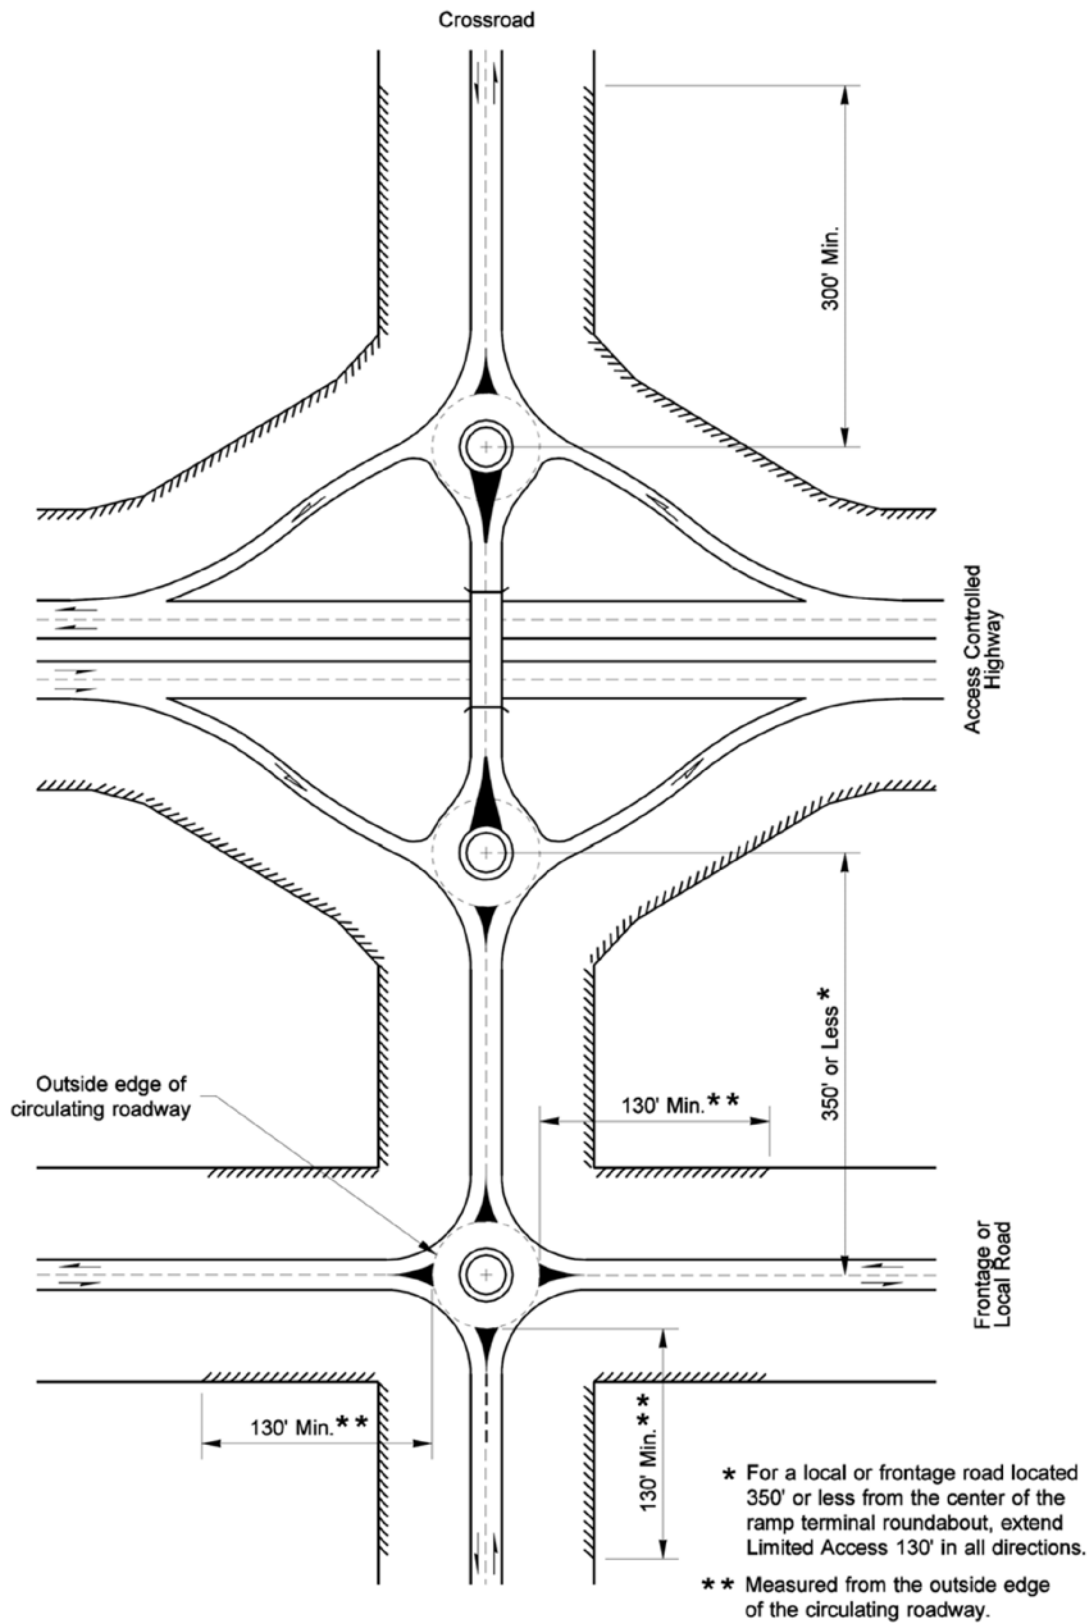 Crossroad
300' Min.
Access Controlled
Highway
350' or Less *
Outside edge of
circulating roadway
130' Min.**
Frontage or
Local Road
130' Min.**
130' Min.**
* For a local or frontage road located
350' or less from the center of the
ramp terminal roundabout, extend
Limited Access 130' in all directions.
** Measured from the outside edge
of the circulating roadway.